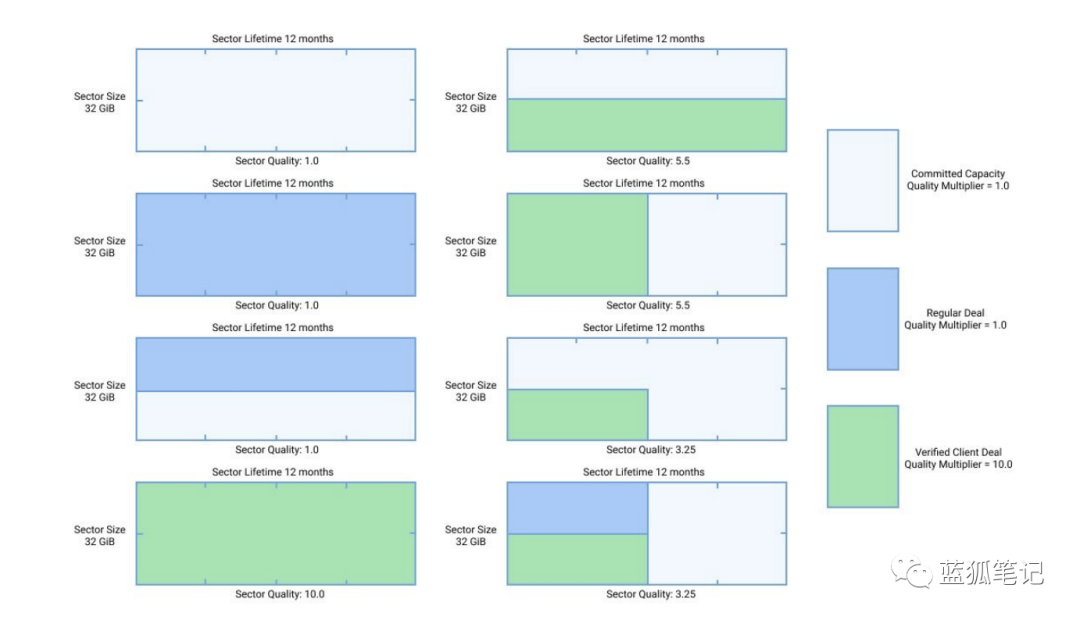 Sector Lifetime 12 months
Sector Size
32 GiB
Sector Quality: 1.0
Sector Lifetime 12 months
Sector Size
32 GiB
Sector Quality: 1.0
Sector Lifetime 12 months
Sector Size
32 GiB
Sector Quality: 1.0
Sector Lifetime 12 months
Sector Size
32 GiB
Sector Quality: 10.0
Sector Lifetime 12 months
Sector Size
32 GiB
Sector Quality: 5.5
Sector Lifetime 12 months
Sector Size
32 GiB
Sector Quality: 5.5
Sector Lifetime 12 months
Sector Size
32 GiB
Sector Quality: 3.25
Sector Lifetime 12 months
Sector Size
32 GiB
Sector Quality: 3.25
Committed Capacity
Quality Multiplier = 1.0
Regular Deal
Quality Multiplier = 1.0
Verified Client Deal
Quality Multiplier = 10.0
蓝狐笔记